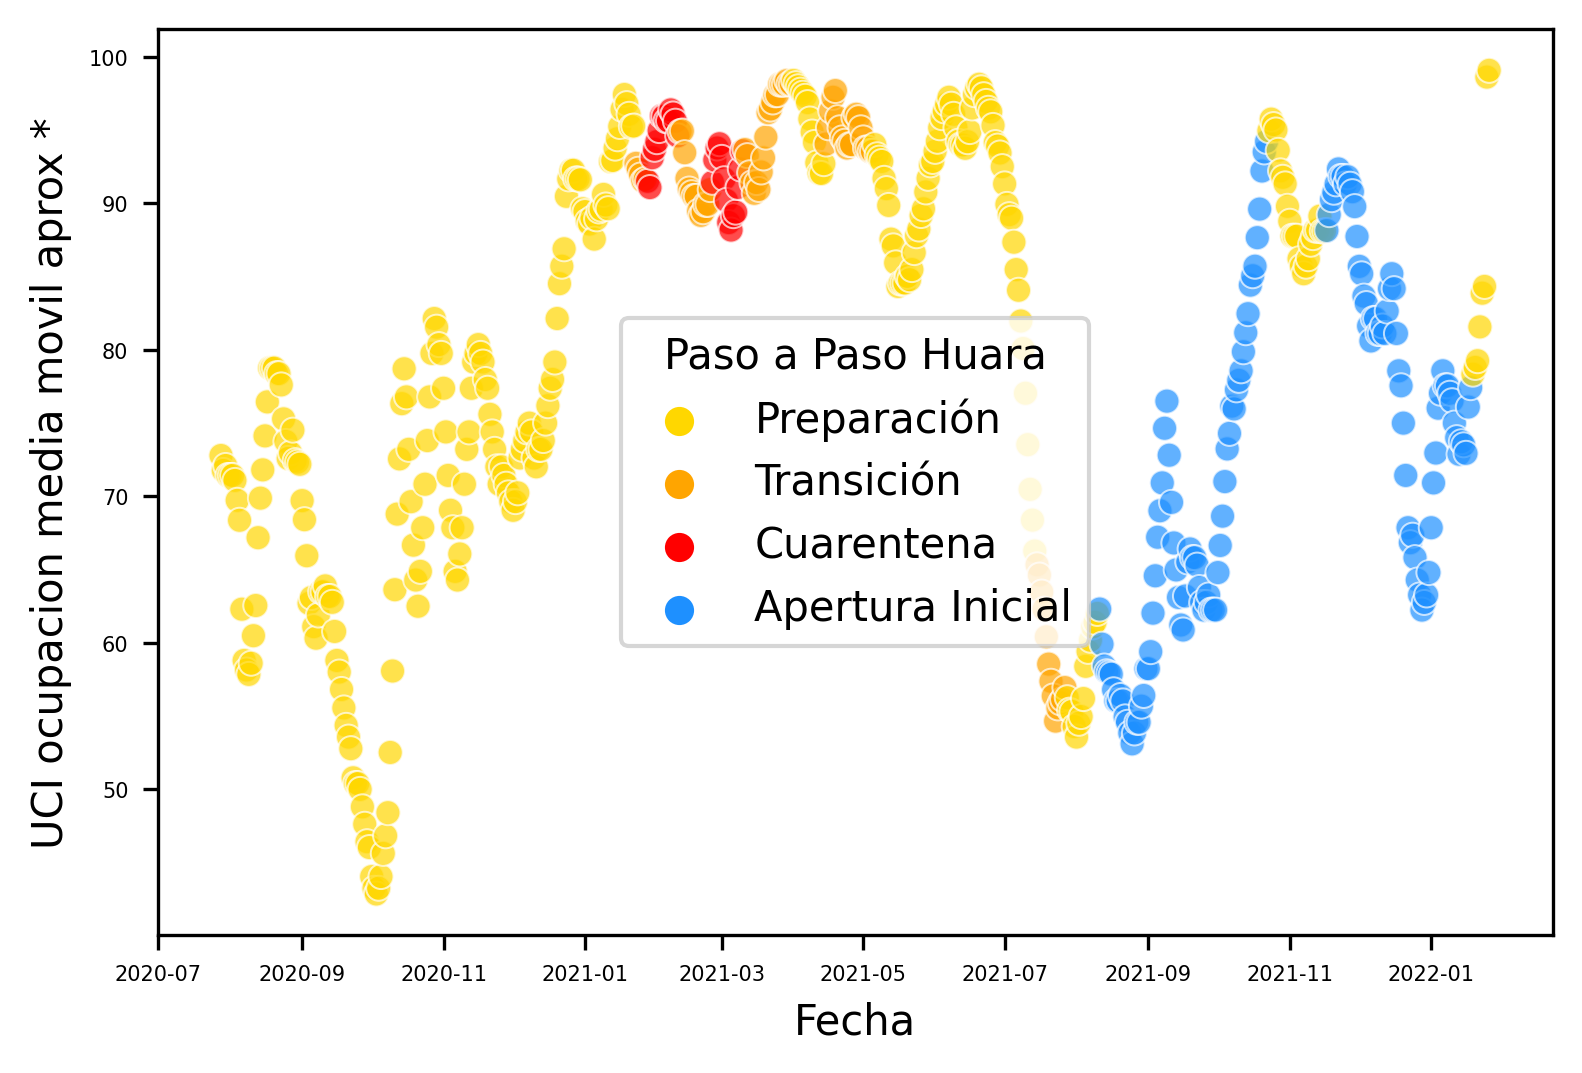 100
90
80
70
60
50
UCI ocupacion media movil aprox *
Paso a Paso Huara
Preparación
Transición
Cuarentena
Apertura Inicial
2020-07 2020-09 2020-11 2021-01 2021-03 2021-05 2021-07 2021-09 2021-11 2022-01
Fecha